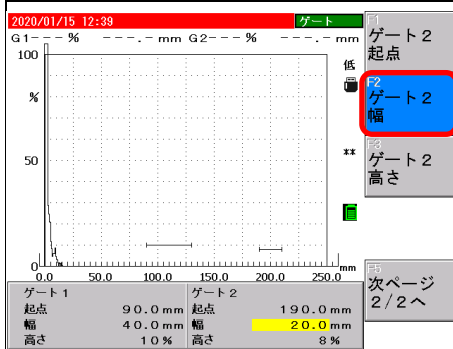 2020/01/15 12:39 ゲート
G1--- % ---.- mm G2--- % ---.- mm
100
%
50
0
低
**
0.0 50.0 100.0 150.0 200.0 250.0 mm
ゲート1 ゲート2
起点 90.0mm 起点 190.0mm
幅 40.0mm 幅 20.0mm
高さ 10% 高さ 8%
F1
ゲート2
起点
F2
ゲート2
幅
F3
ゲート2
高さ
F5
次ページ
2/2へ